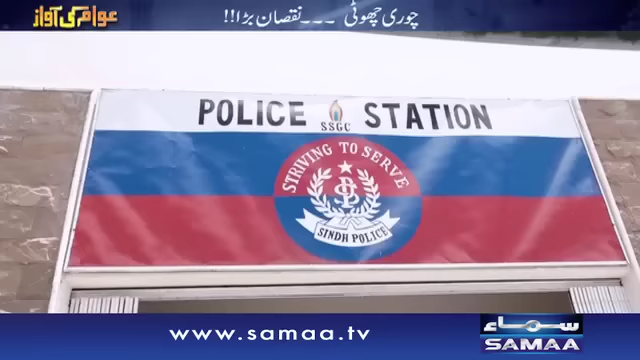 عوام کی آواز
چوری چھوٹی ۔۔۔ نقصان بڑا!!
POLICE SSGC STATION
STRIVING TO SERVE
SINDH POLICE
www.samaa.tv
سماء
SAMAA